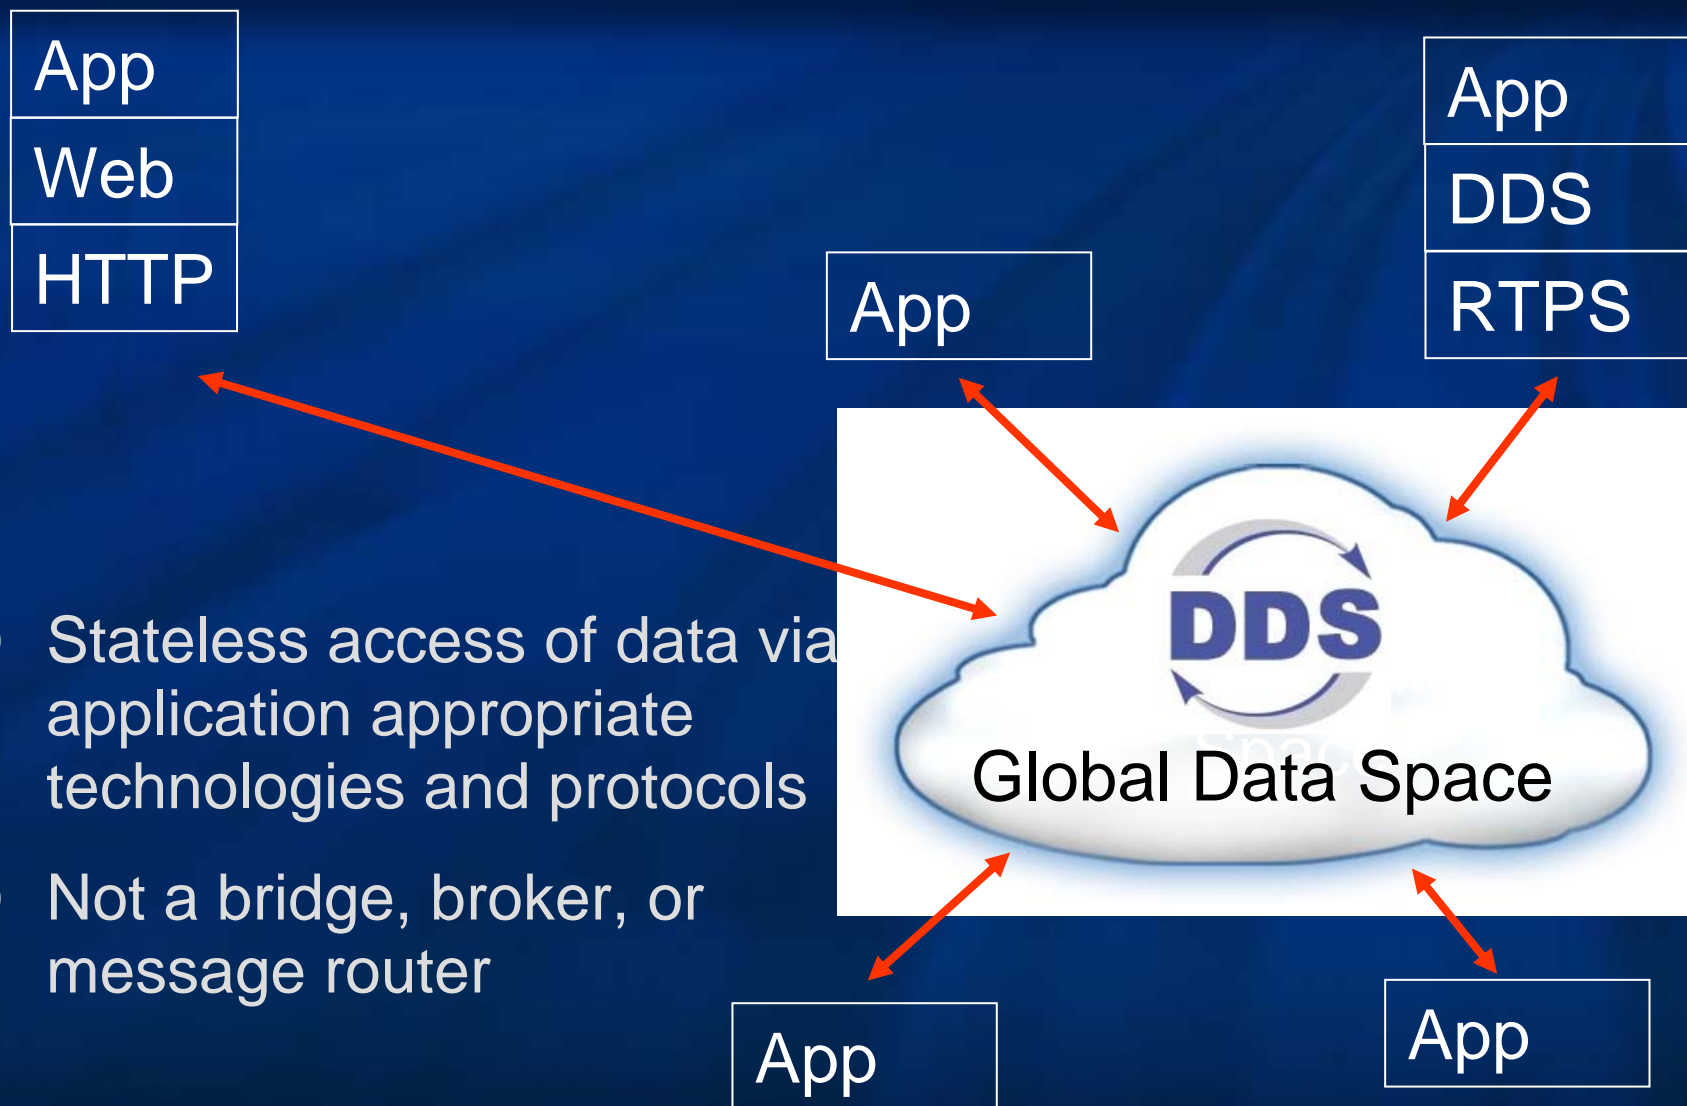 App
Web
HTTP
App
App
DDS
RTPS
DDS
Space
Global Data Space
Stateless access of data via
application appropriate
technologies and protocols
Not a bridge, broker, or
message router
App
App